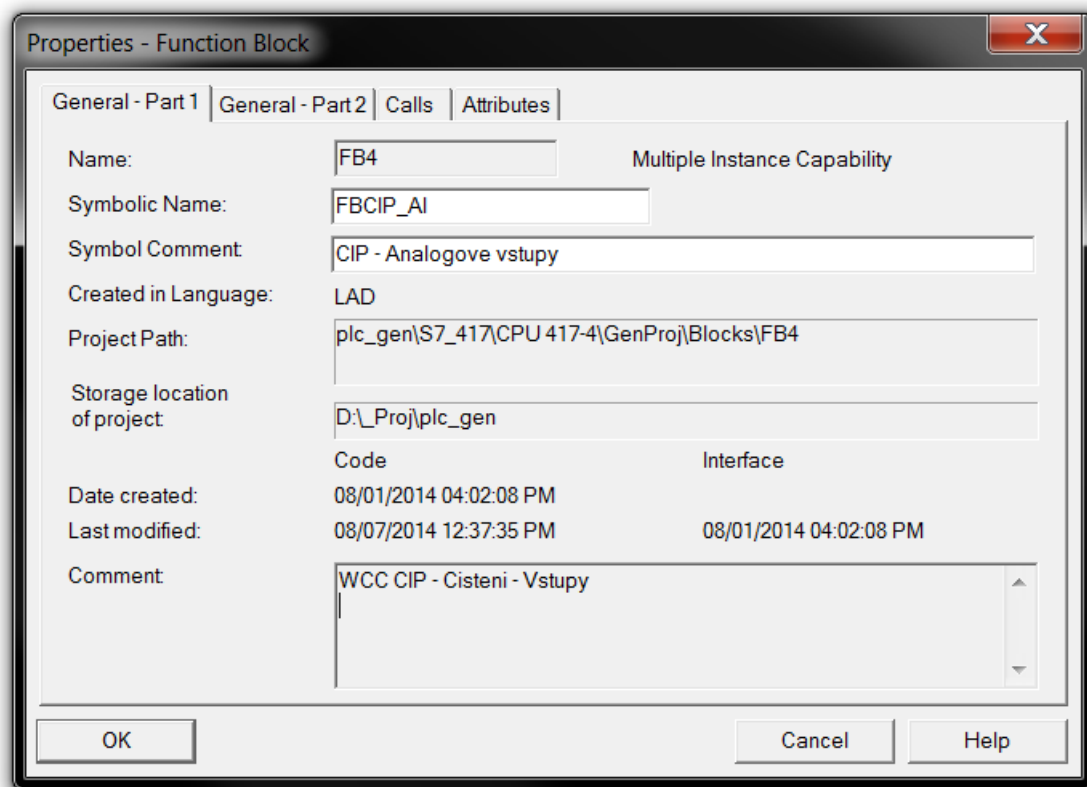 Properties - Function Block
X
General - Part 1 General - Part 2 Calls Attributes
Name: FB4 Multiple Instance Capability
Symbolic Name: FBCIP_AI
Symbol Comment: CIP - Analogove vstupy
Created in Language: LAD
Project Path: plc_gen\S7_417\CPU 417-4\GenProj\Blocks\FB4
Storage location
of project: D:\_Proj\plc_gen
Code Interface
Date created: 08/01/2014 04:02:08 PM
Last modified: 08/07/2014 12:37:35 PM 08/01/2014 04:02:08 PM
Comment: WCC CIP - Cisteni - Vstupy
OK Cancel Help